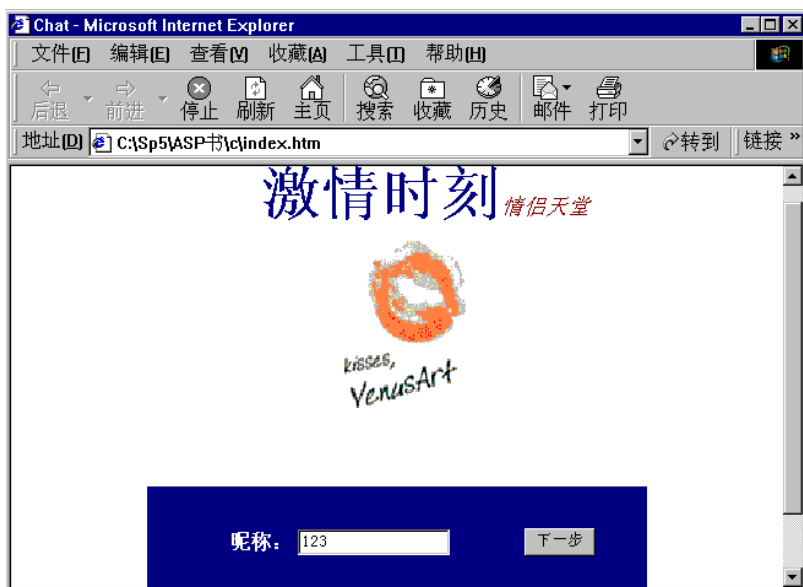 Chat - Microsoft Internet Explorer
文件(F) 编辑(E) 查看(V) 收藏(A) 工具(T) 帮助(H)
后退 前进 停止 刷新 主页 搜索 收藏 历史 邮件 打印
地址(D) C:\Sp5\ASP书\c\index.htm 转到 链接 »
激情时刻 情侣天堂
kisses,
VenusArt
昵称： 123 下一步